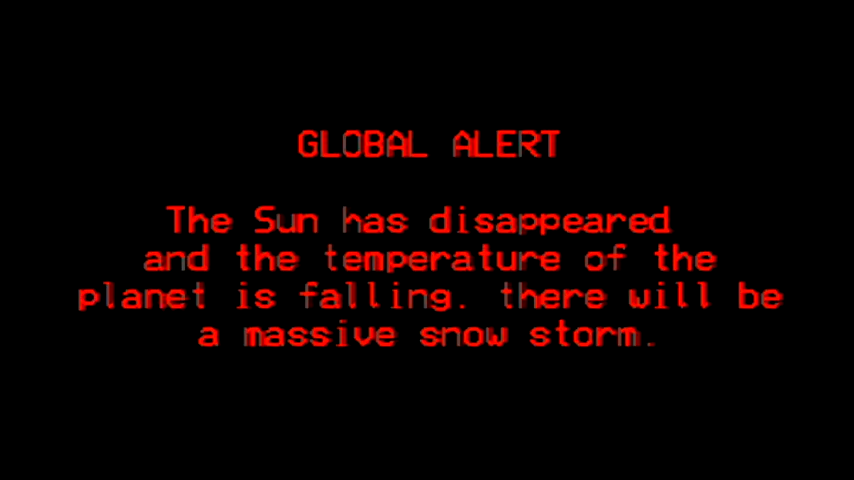 GLOBAL ALERT
The Sun has disappeared
and the temperature of the
planet is falling. there will be
a massive snow storm.